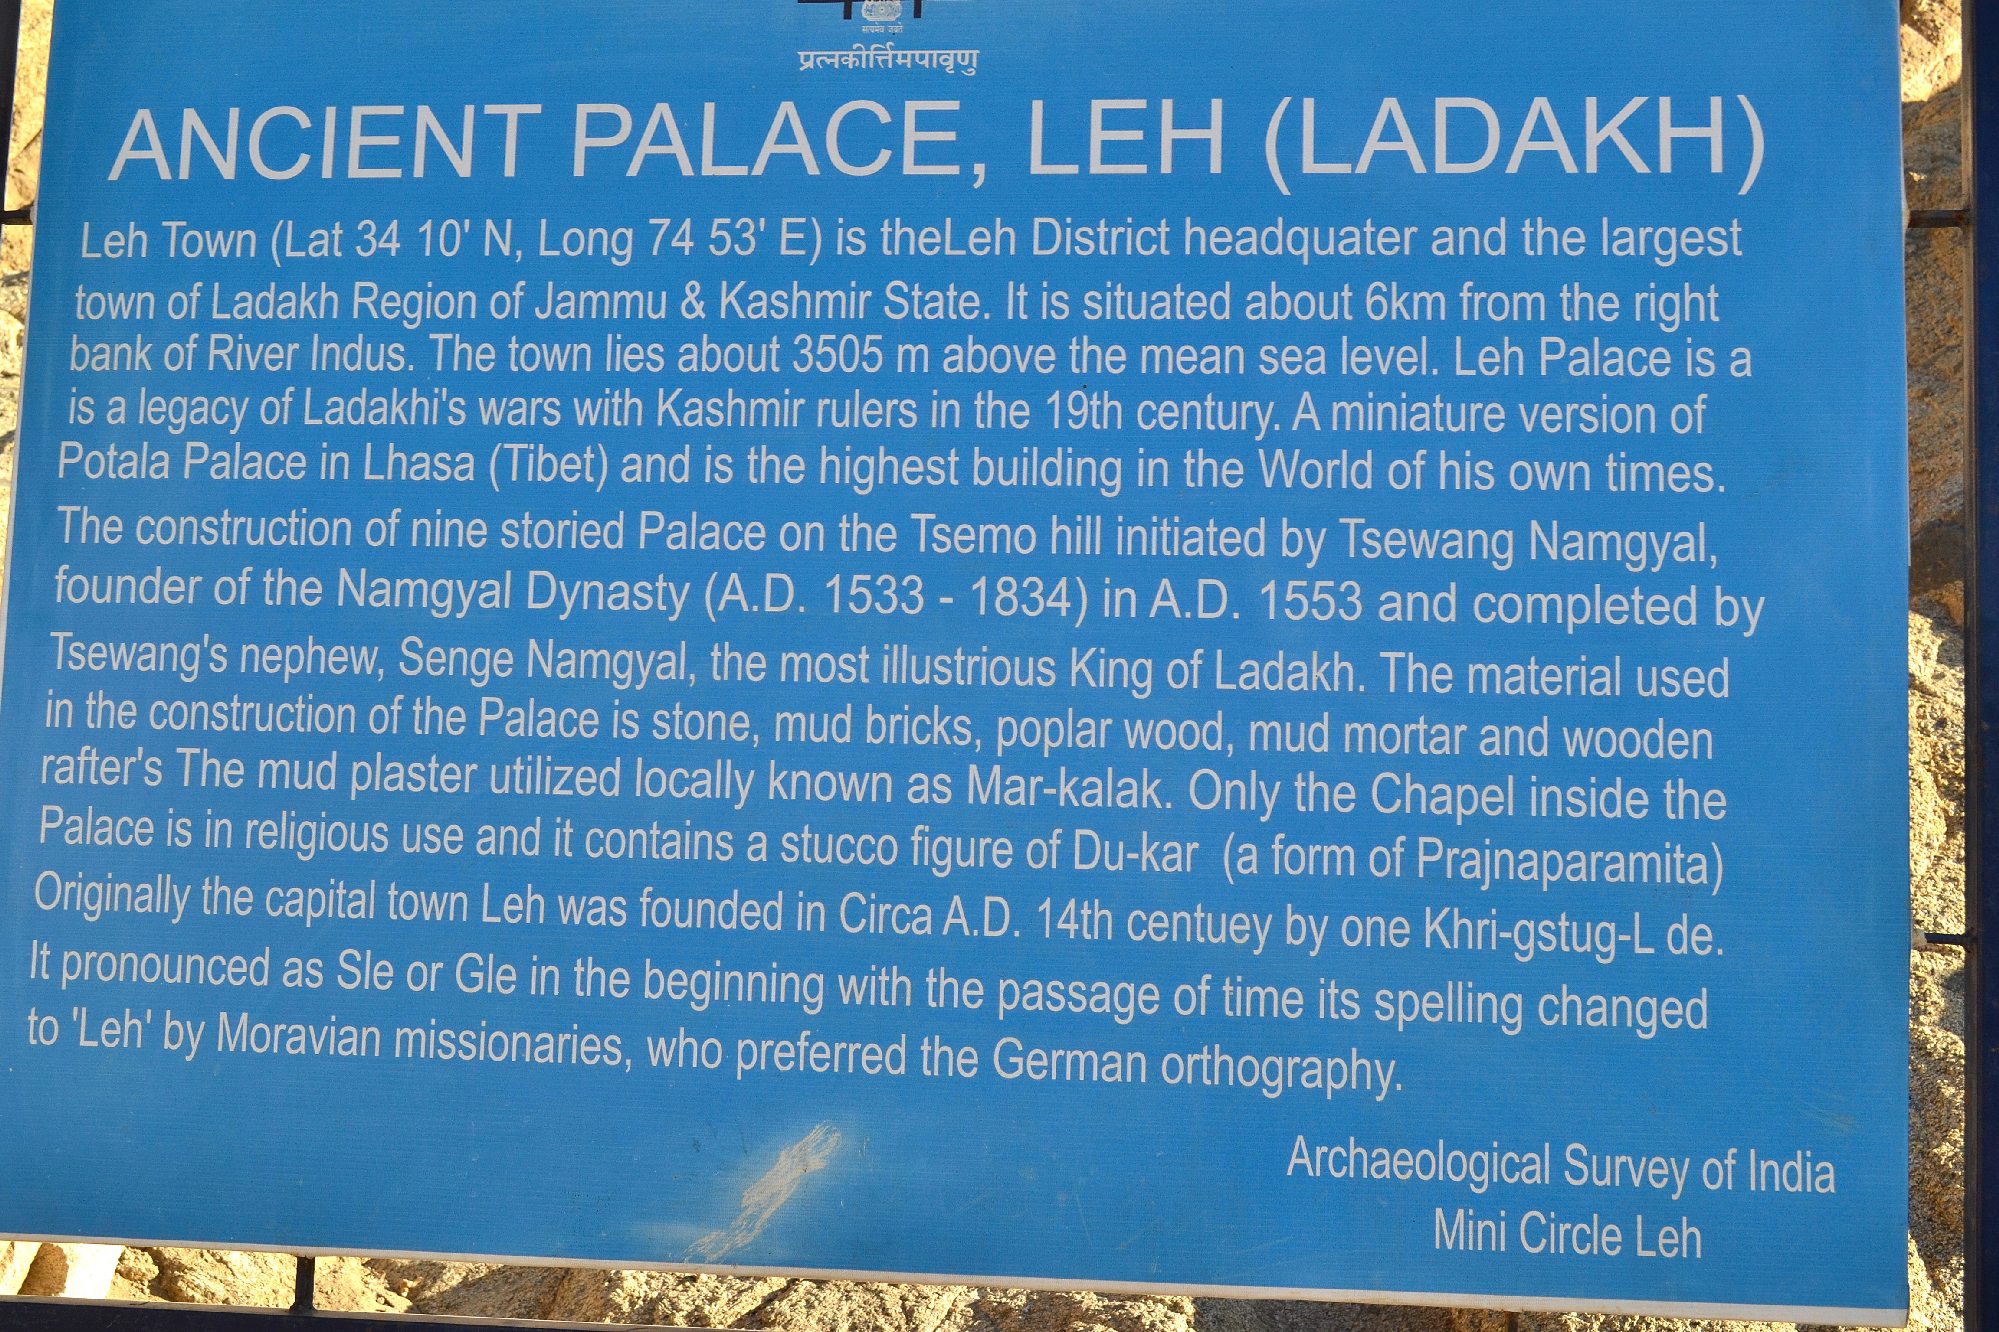 सत्यमेव जयते
प्रत्नकीर्त्तिमपावृणु
ANCIENT PALACE, LEH (LADAKH)
Leh Town (Lat 34 10' N, Long 74 53' E) is theLeh District headquater and the largest
town of Ladakh Region of Jammu & Kashmir State. It is situated about 6km from the right
bank of River Indus. The town lies about 3505 m above the mean sea level. Leh Palace is a
is a legacy of Ladakhi's wars with Kashmir rulers in the 19th century. A miniature version of
Potala Palace in Lhasa (Tibet) and is the highest building in the World of his own times.
The construction of nine storied Palace on the Tsemo hill initiated by Tsewang Namgyal,
founder of the Namgyal Dynasty (A.D. 1533 - 1834) in A.D. 1553 and completed by
Tsewang's nephew, Senge Namgyal, the most illustrious King of Ladakh. The material used
in the construction of the Palace is stone, mud bricks, poplar wood, mud mortar and wooden
rafter's The mud plaster utilized locally known as Mar-kalak. Only the Chapel inside the
Palace is in religious use and it contains a stucco figure of Du-kar (a form of Prajnaparamita)
Originally the capital town Leh was founded in Circa A.D. 14th centuey by one Khri-gstug-L de.
It pronounced as Sle or Gle in the beginning with the passage of time its spelling changed
to 'Leh' by Moravian missionaries, who preferred the German orthography.
Archaeological Survey of India
Mini Circle Leh